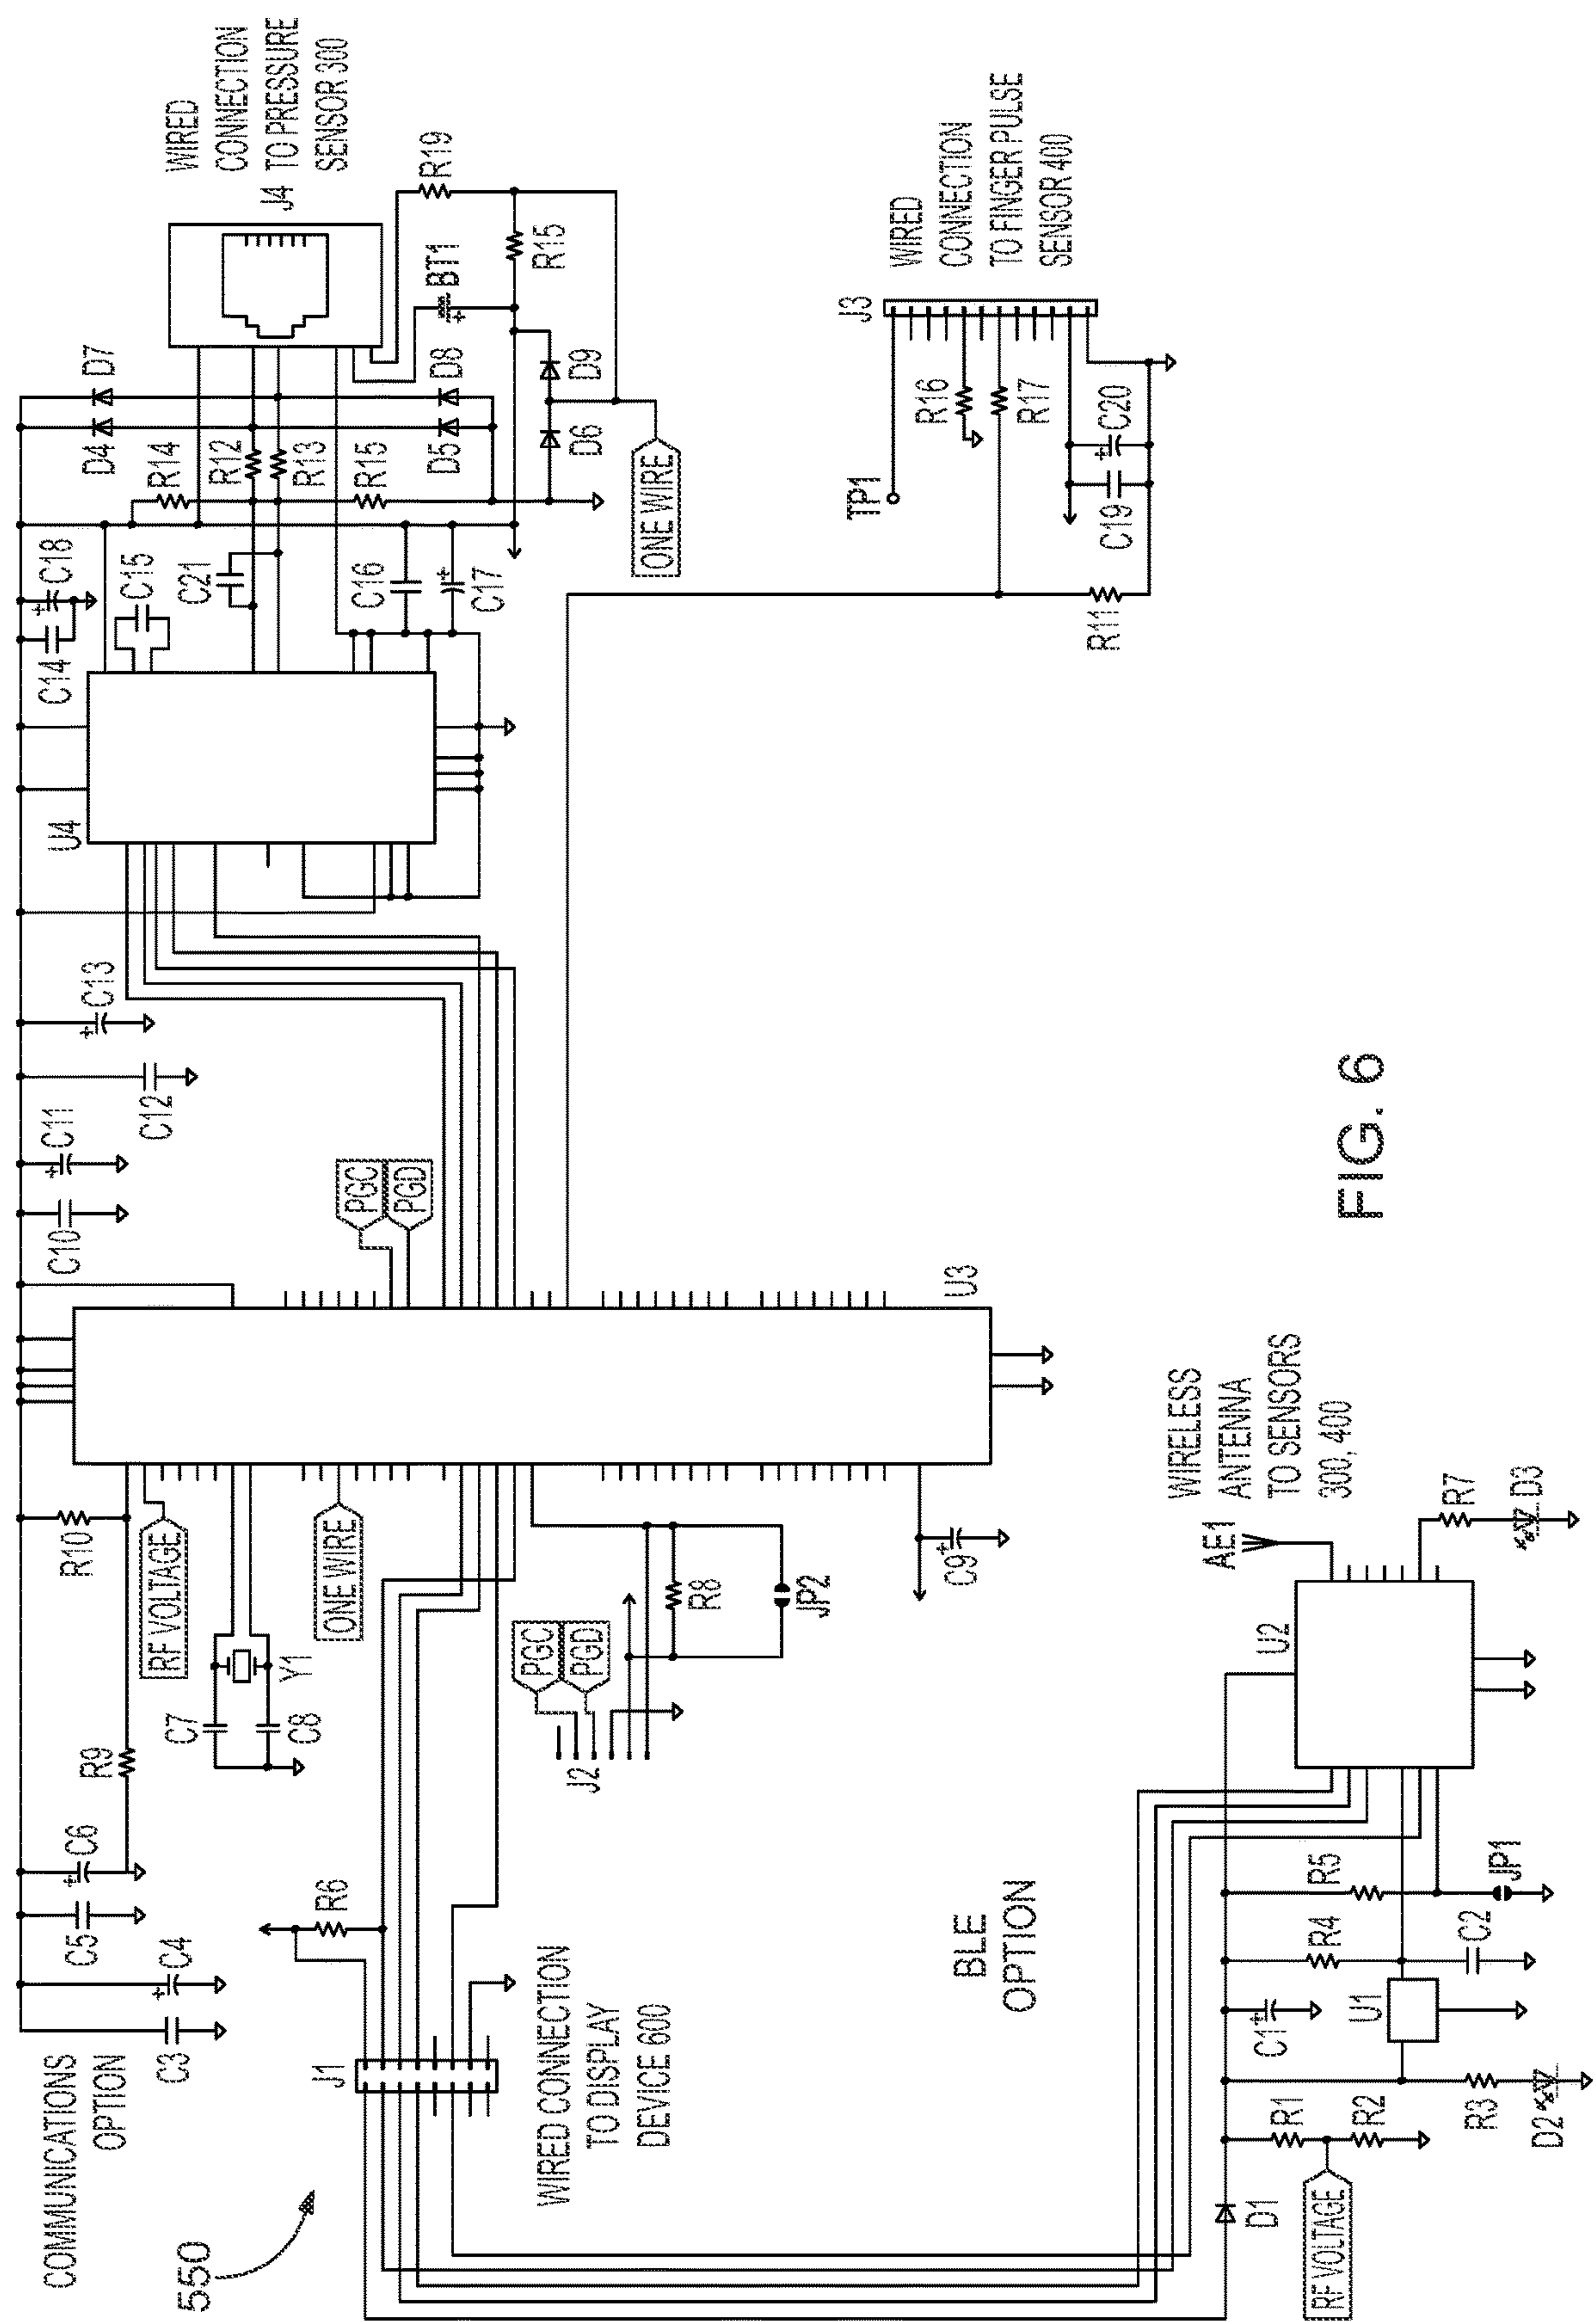 COMMUNICATIONS
OPTION
550
C3
C4
C5
C6
R9
R10
RF VOLTAGE
C7
C8
Y1
ONE WIRE
R6
J1
WIRED CONNECTION
TO DISPLAY
DEVICE 600
PGC
PGD
J2
R8
JP2
C9
U3
PGC
PGD
C10
C11
C12
C13
U4
C14
C18
C15
C21
C16
C17
R14
R12
R13
R15
D4
D7
D5
D8
D6
D9
ONE WIRE
BT1
R15
R19
J4
WIRED
CONNECTION
TO PRESSURE
SENSOR 300
J3
WIRED
CONNECTION
TO FINGER PULSE
SENSOR 400
TP1
R16
R17
C19
C20
R11
BLE
OPTION
D1
RF VOLTAGE
R1
R2
R3
D2
C1
U1
R4
C2
R5
JP1
U2
AE1
WIRELESS
ANTENNA
TO SENSORS
300, 400
R7
D3
FIG. 6